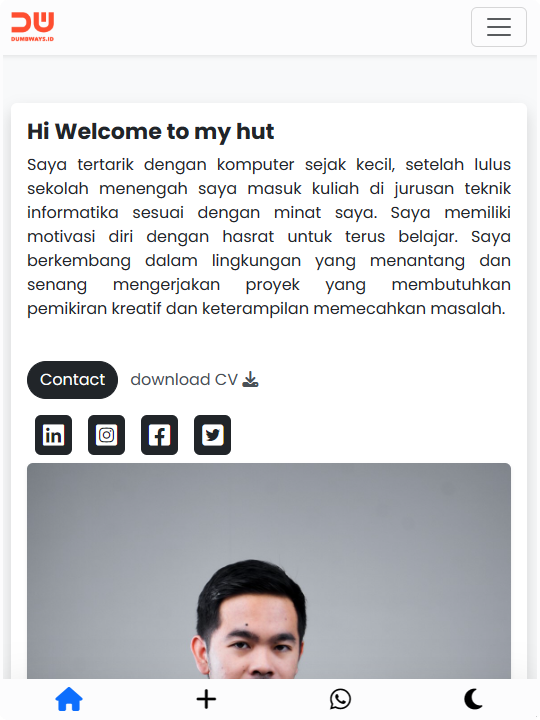 DW
DUMBWAYS.ID
Hi Welcome to my hut
Saya tertarik dengan komputer sejak kecil, setelah lulus
sekolah menengah saya masuk kuliah di jurusan teknik
informatika sesuai dengan minat saya. Saya memiliki
motivasi diri dengan hasrat untuk terus belajar. Saya
berkembang dalam lingkungan yang menantang dan
senang mengerjakan proyek yang membutuhkan
pemikiran kreatif dan keterampilan memecahkan masalah.
Contact download CV